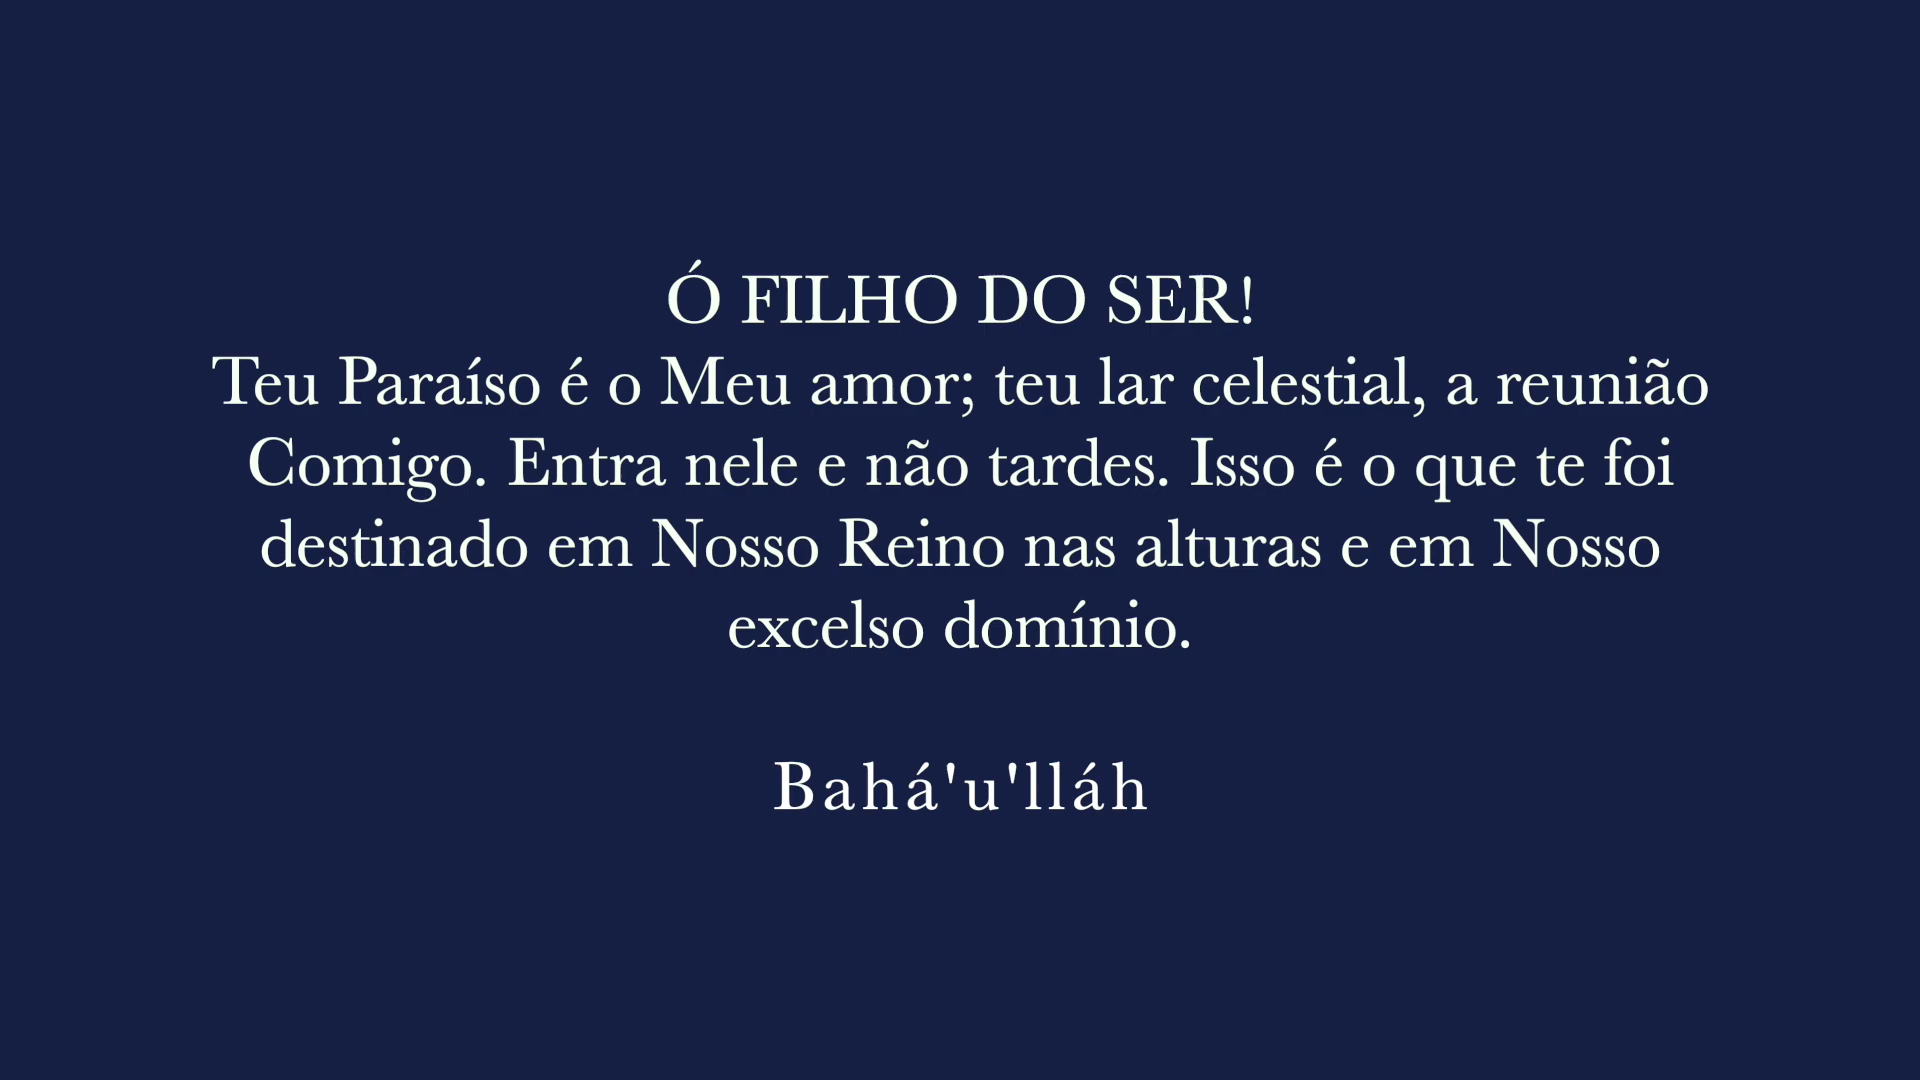 Ó FILHO DO SER!
Teu Paraíso é o Meu amor; teu lar celestial, a reunião
Comigo. Entra nele e não tardes. Isso é o que te foi
destinado em Nosso Reino nas alturas e em Nosso
excelso domínio.
Bahá'u'lláh